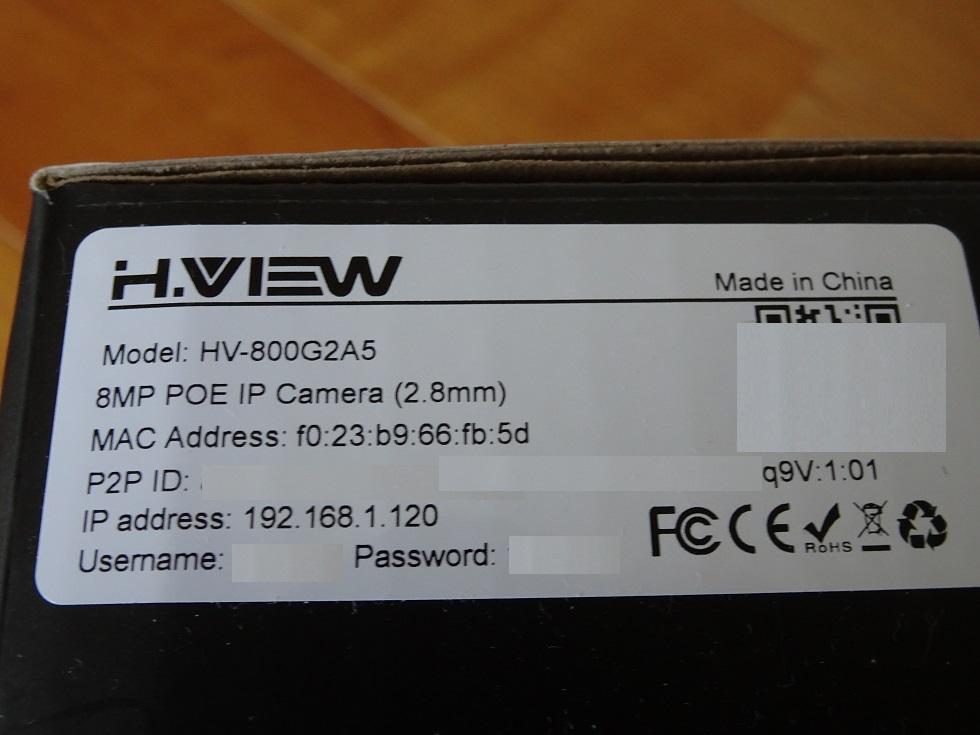 H.VIEW
Made in China
Model: HV-800G2A5
8MP POE IP Camera (2.8mm)
MAC Address: f0:23:b9:66:fb:5d
P2P ID:
q9V:1:01
IP address: 192.168.1.120
Username: Password:
FC CE RoHS